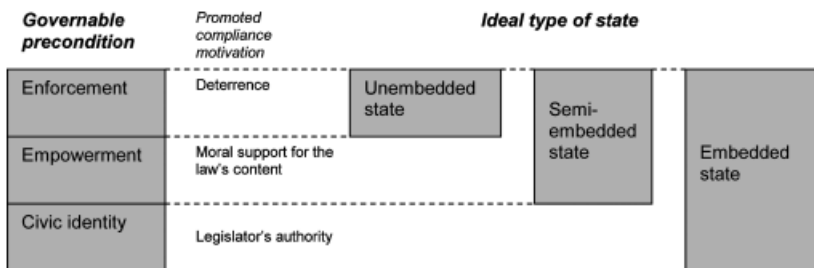 Governable
precondition
Promoted
compliance
motivation
Ideal type of state
Enforcement
Deterrence
Unembedded
state
Semi-
embedded
state
Embedded
state
Empowerment
Moral support for the
law's content
Civic identity
Legislator's authority